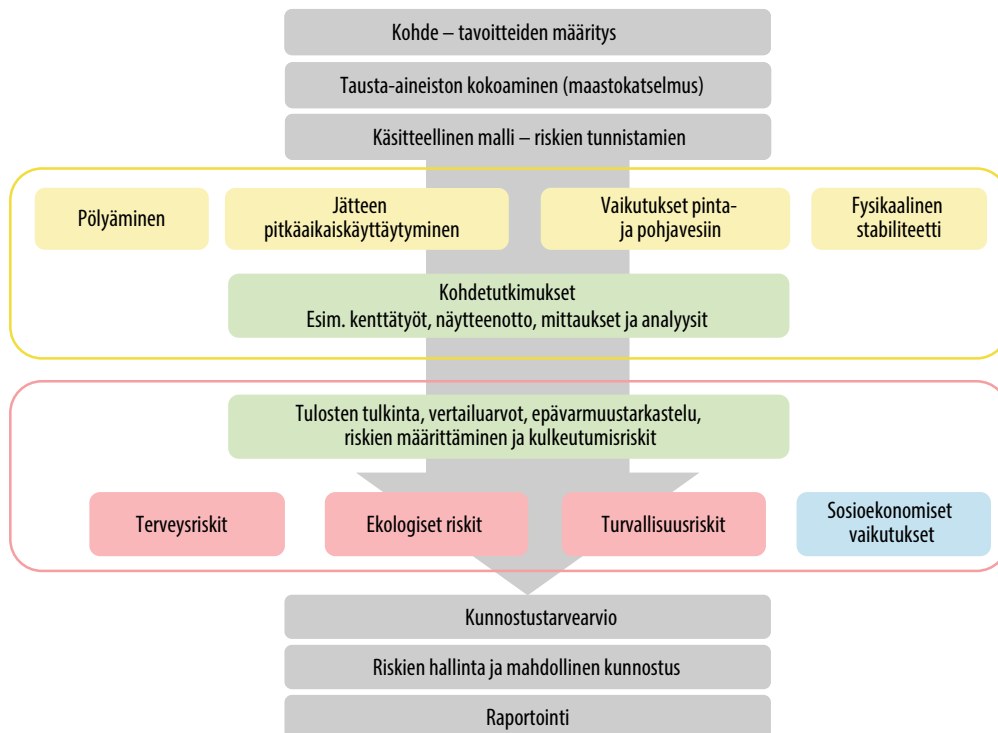 Kohde – tavoitteiden määritys
Tausta-aineiston kokoaminen (maastokatselmus)
Käsitteellinen malli – riskien tunnistamien
Pölyäminen
Jätteen
pitkäaikaiskäyttäytyminen
Vaikutukset pinta-
ja pohjavesiin
Fysikaalinen
stabiliteetti
Kohdetutkimukset
Esim. kenttätyöt, näytteenotto, mittaukset ja analyysit
Tulosten tulkinta, vertailuarvot, epävarmuustarkastelu,
riskien määrittäminen ja kulkeutumisriskit
Terveysriskit
Ekologiset riskit
Turvallisuusriskit
Sosioekonomiset
vaikutukset
Kunnostustarvearvio
Riskien hallinta ja mahdollinen kunnostus
Raportointi